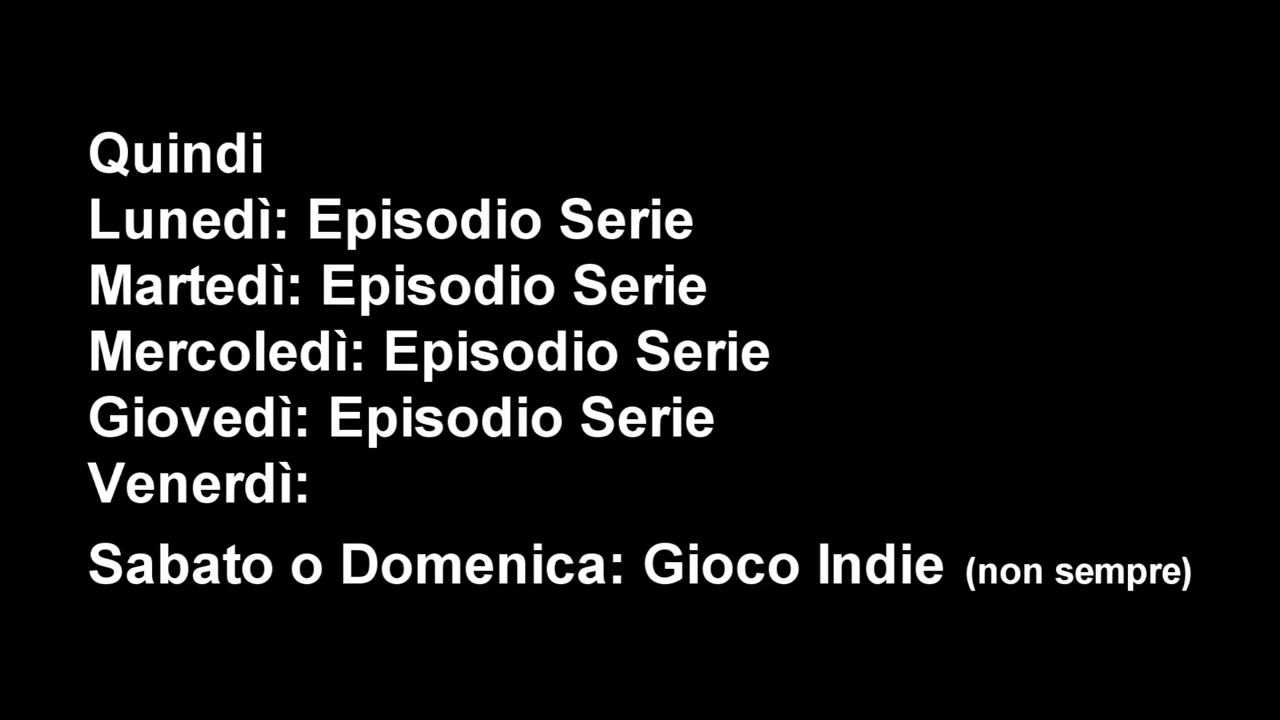 Quindi
Lunedì: Episodio Serie
Martedì: Episodio Serie
Mercoledì: Episodio Serie
Giovedì: Episodio Serie
Venerdì:
Sabato o Domenica: Gioco Indie (non sempre)